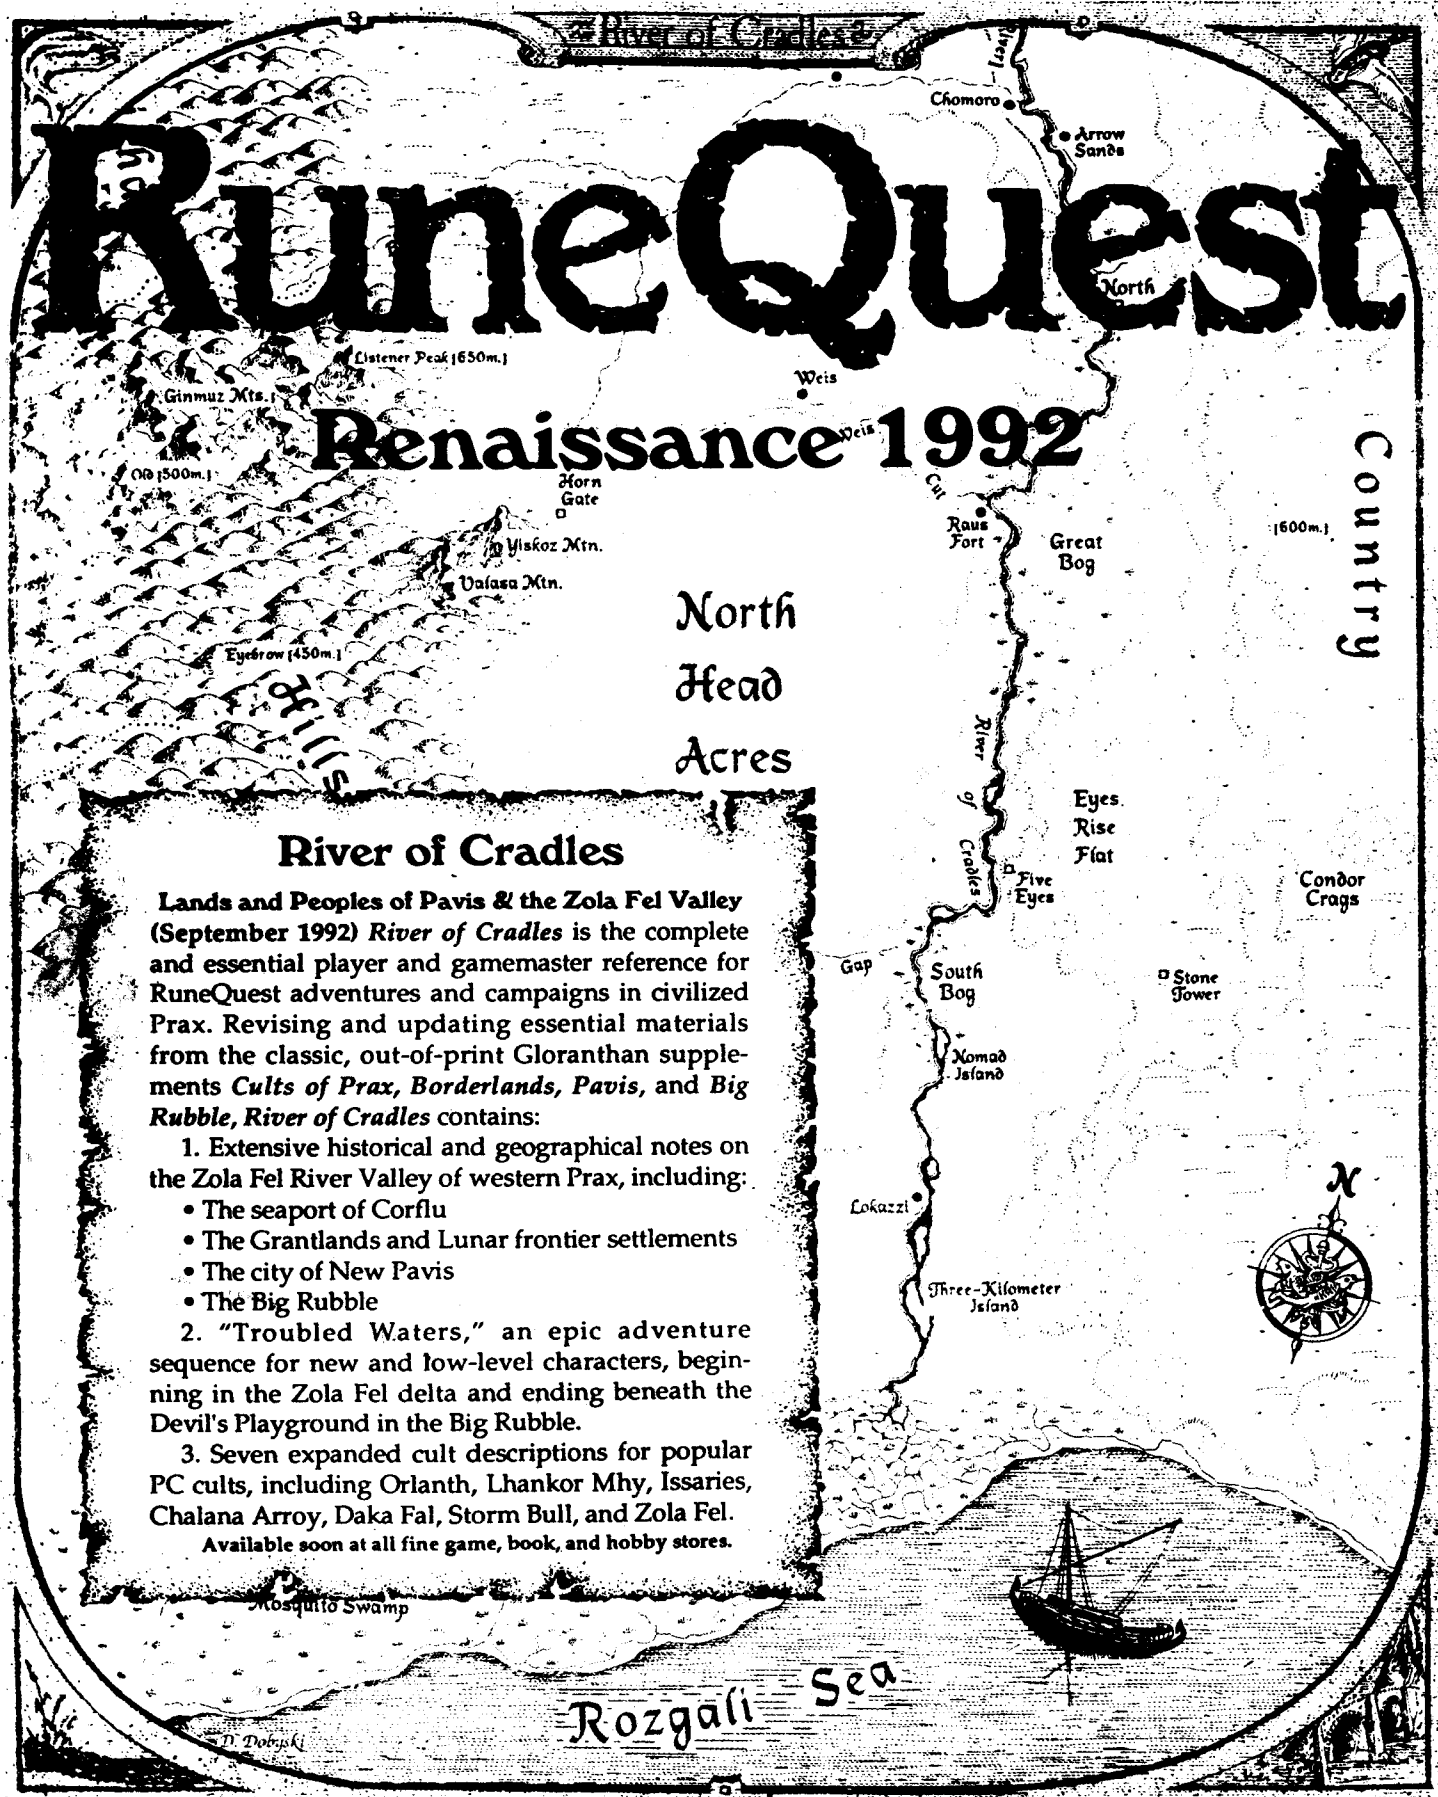 River of Cradles
River]
Chomoro
Arrow
Sands
RuneQuest
North
Listener Peak [650m.]
Weis
Ginmuz Mts.
Renaissance 1992
Weis
Country
Old [500m.]
Horn
Gate
Cut
Raus
Fort
Great
Bog
[600m.]
Yiskoz Mtn.
Valasa Mtn.
North
Head
Acres
Eyebrow [450m.]
Hills
River of Cradles
Eyes
Rise
Flat
Five
Eyes
Condor
Crags
Gap
South
Bog
Stone
Tower
Nomad
Island
Lokazzi
Three-Kilometer
Island
N
River of Cradles
Lands and Peoples of Pavis & the Zola Fel Valley
(September 1992) River of Cradles is the complete
and essential player and gamemaster reference for
RuneQuest adventures and campaigns in civilized
Prax. Revising and updating essential materials
from the classic, out-of-print Gloranthan supple-
ments Cults of Prax, Borderlands, Pavis, and Big
Rubble, River of Cradles contains:
1. Extensive historical and geographical notes on
the Zola Fel River Valley of western Prax, including:
• The seaport of Corflu
• The Grantlands and Lunar frontier settlements
• The city of New Pavis
• The Big Rubble
2. "Troubled Waters," an epic adventure
sequence for new and low-level characters, begin-
ning in the Zola Fel delta and ending beneath the
Devil's Playground in the Big Rubble.
3. Seven expanded cult descriptions for popular
PC cults, including Orlanth, Lhankor Mhy, Issaries,
Chalana Arroy, Daka Fal, Storm Bull, and Zola Fel.
Available soon at all fine game, book, and hobby stores.
Mosquito Swamp
Rozgali Sea
D. Dobyski